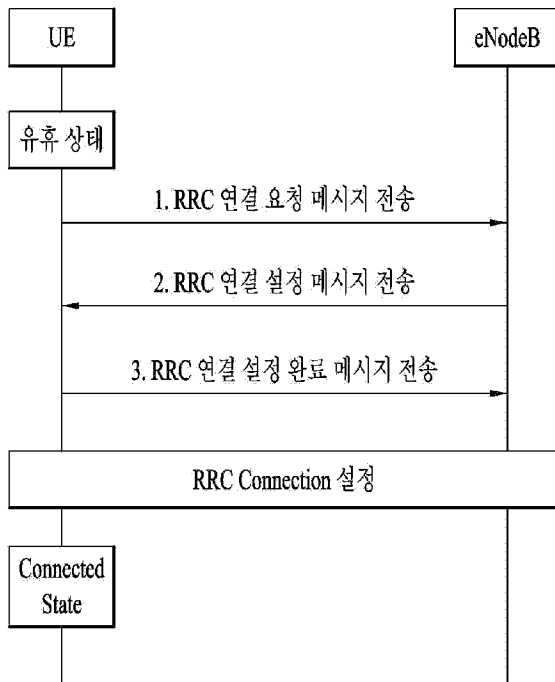 UE
eNodeB
유휴 상태
1. RRC 연결 요청 메시지 전송
2. RRC 연결 설정 메시지 전송
3. RRC 연결 설정 완료 메시지 전송
RRC Connection 설정
Connected
State